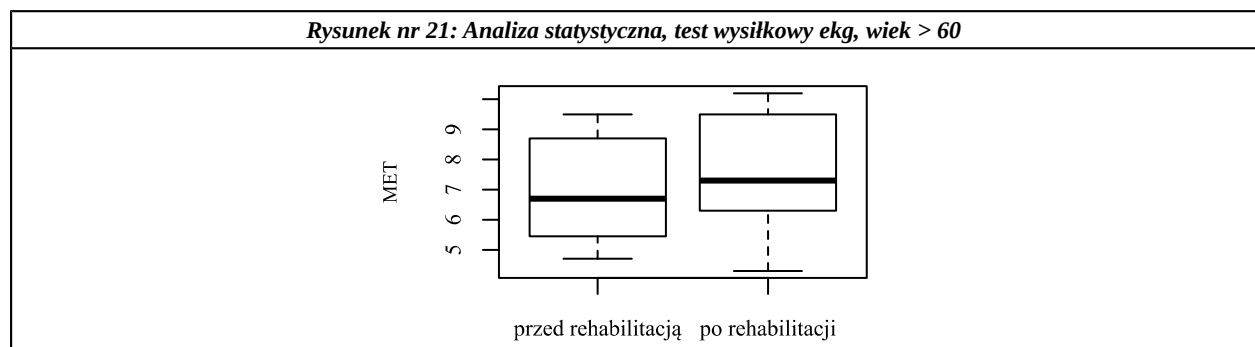 Rysunek nr 21: Analiza statystyczna, test wysiłkowy ekg, wiek > 60
MET
9
8
7
6
5
przed rehabilitacją po rehabilitacji